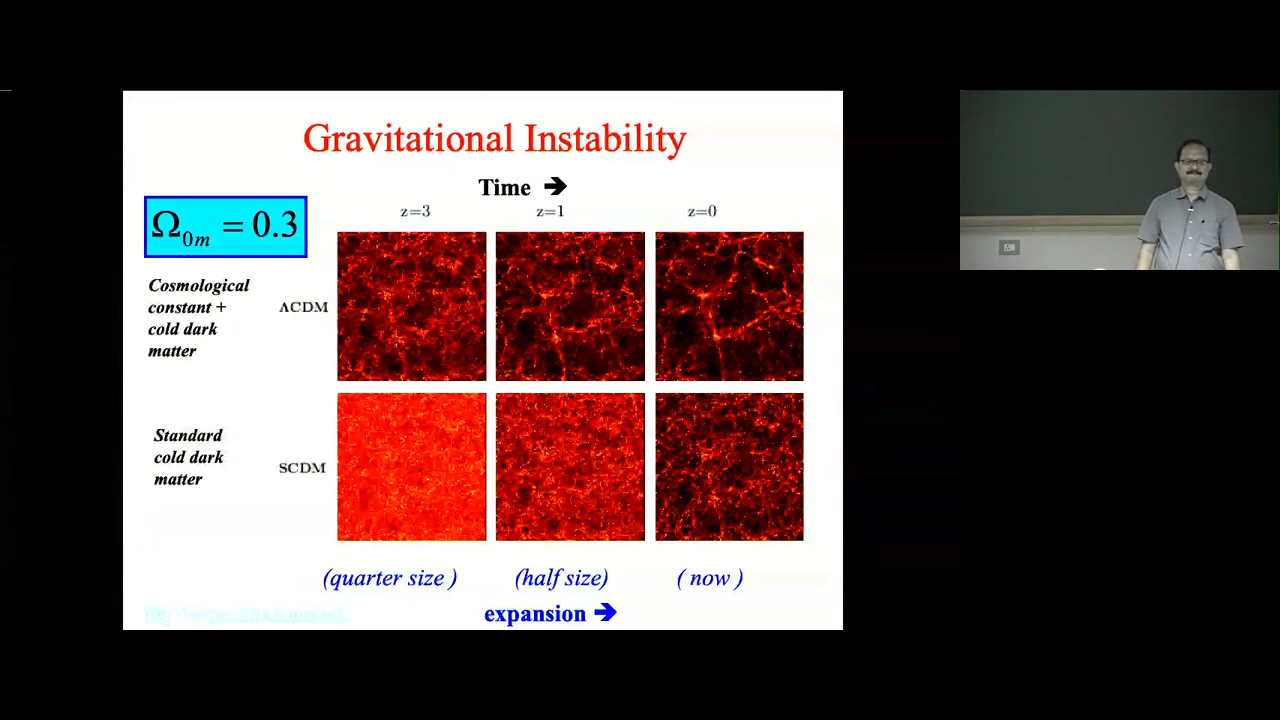 Gravitational Instability
Time ➔
z=3 z=1 z=0
Ω0m = 0.3
Cosmological
constant +
cold dark
matter
ΛCDM
Standard
cold dark
matter
SCDM
(quarter size ) (half size) ( now )
expansion ➔